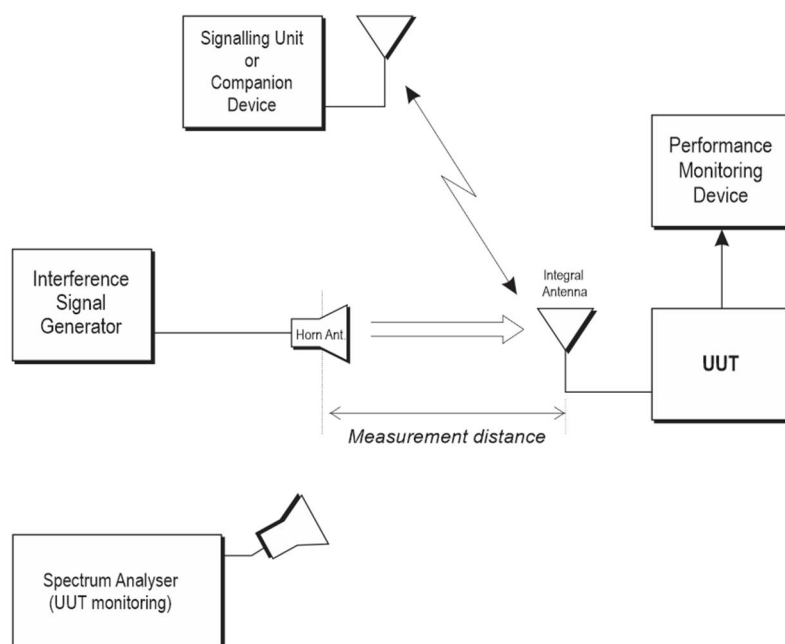 Signalling Unit
or
Companion
Device
Performance
Monitoring
Device
Interference
Signal
Generator
Horn Ant.
Integral
Antenna
UUT
Measurement distance
Spectrum Analyser
(UUT monitoring)